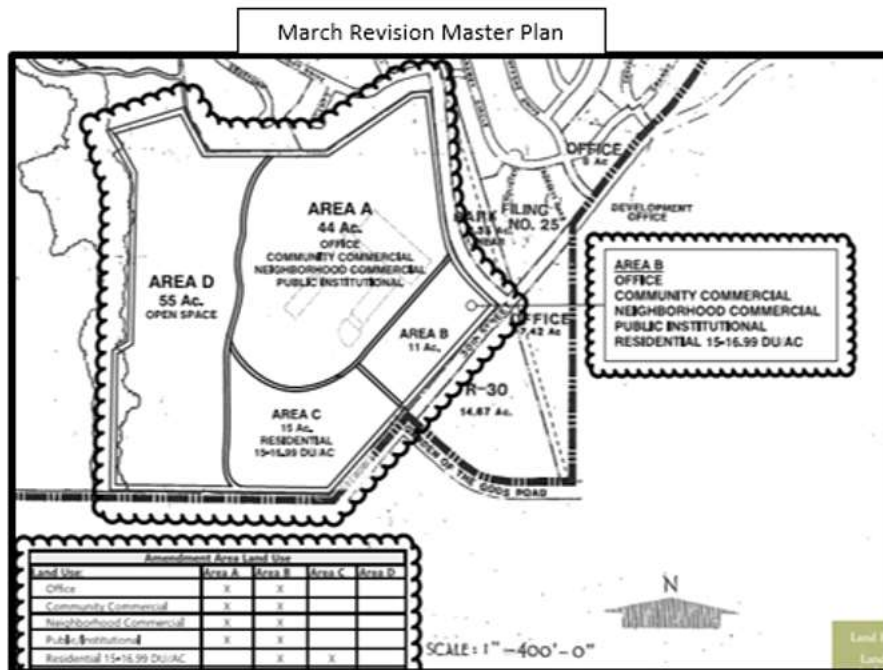 March Revision Master Plan
OFFICE
FILING
NO. 25
DEVELOPMENT
OFFICE
AREA A
44 Ac.
OFFICE
COMMUNITY COMMERCIAL
NEIGHBORHOOD COMMERCIAL
PUBLIC INSTITUTIONAL
AREA D
55 Ac.
OPEN SPACE
AREA B
11 Ac.
OFFICE
7.42 Ac
AREA B
OFFICE
COMMUNITY COMMERCIAL
NEIGHBORHOOD COMMERCIAL
PUBLIC INSTITUTIONAL
RESIDENTIAL 15-16.99 DU/AC
R-30
14.67 Ac.
AREA C
15 Ac.
RESIDENTIAL
15-16.99 DU/AC
GARDEN OF THE GODS ROAD
Amendment Area Land Use
Land Use: Area A Area B Area C Area D
Office X X
Community Commercial X X
Neighborhood Commercial X X
Public/Institutional X X
Residential 15-16.99 DU/AC X X
N
SCALE: 1" = 400'-0"